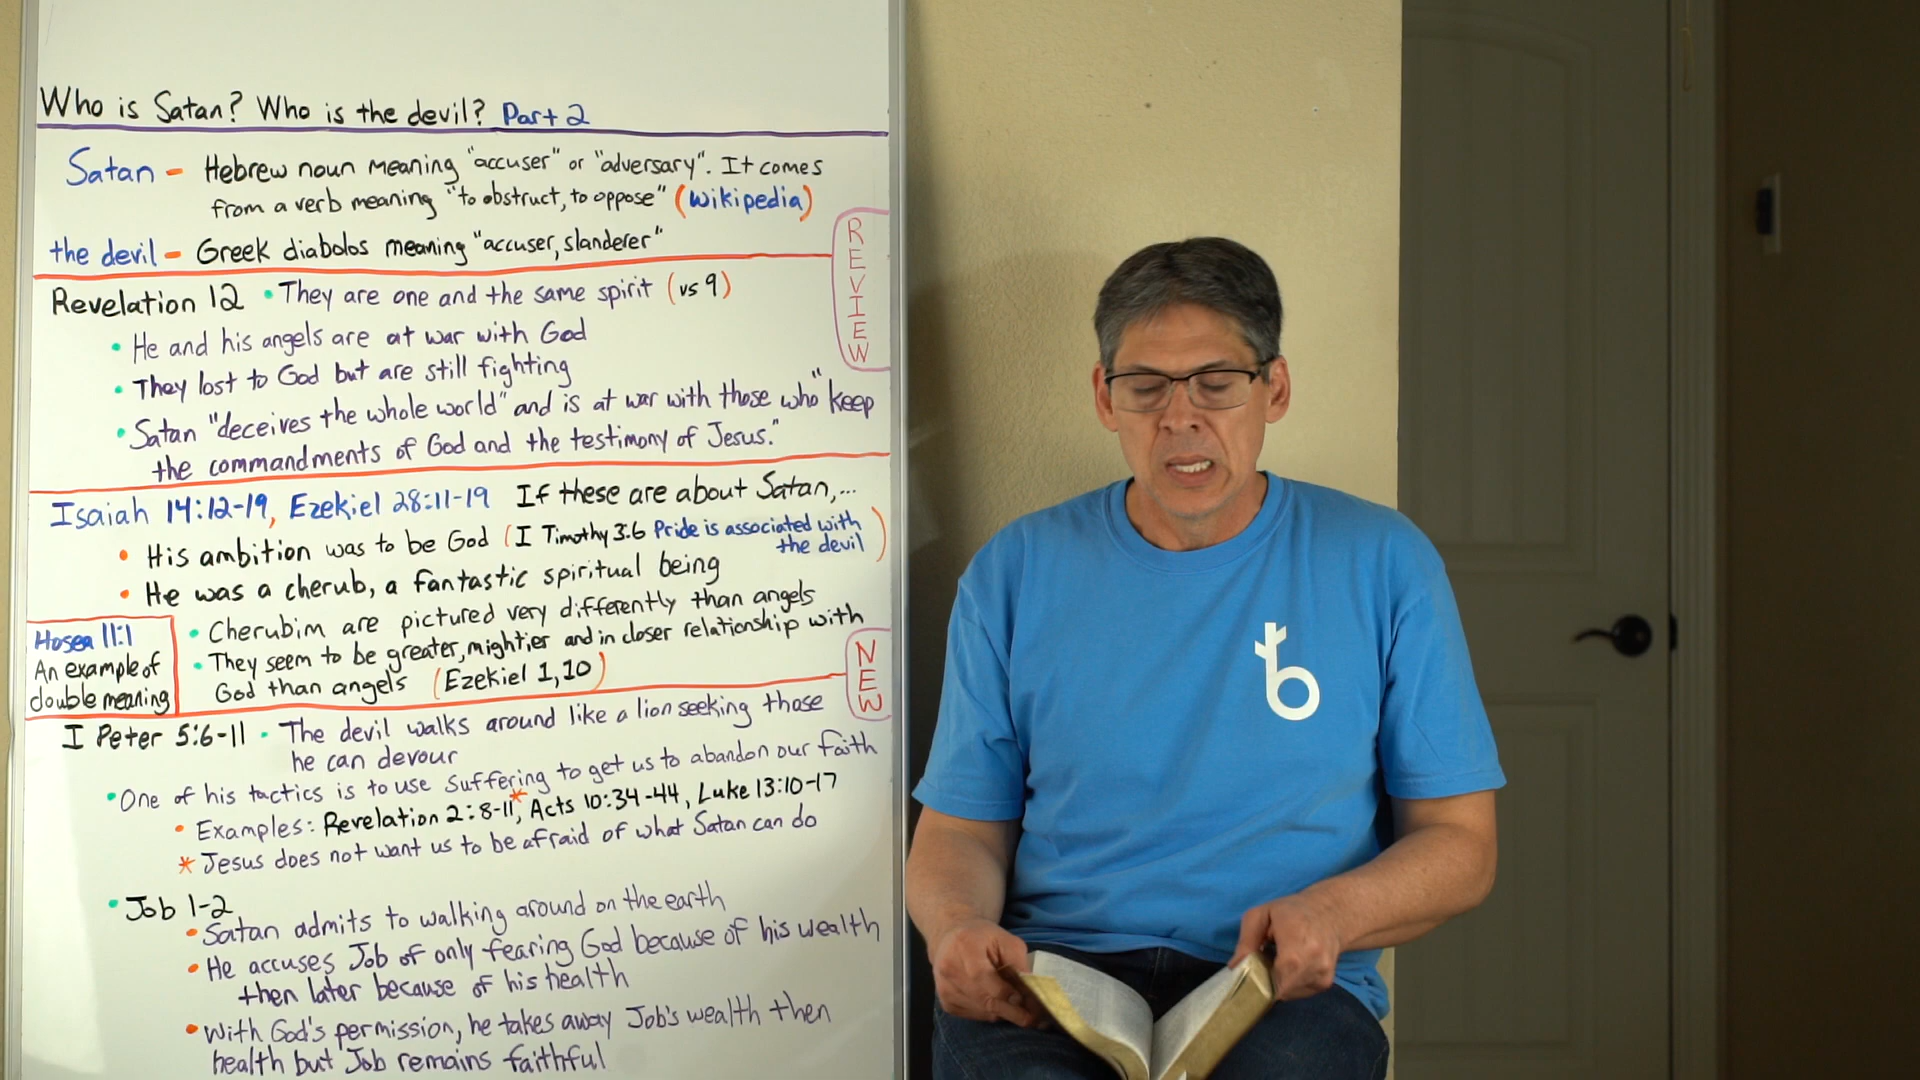 Who is Satan? Who is the devil? Part 2
Satan - Hebrew noun meaning "accuser" or "adversary". It comes
from a verb meaning "to obstruct, to oppose" (Wikipedia)
the devil - Greek diabolos meaning "accuser, slanderer"
REVIEW
Revelation 12 • They are one and the same spirit (vs 9)
• He and his angels are at war with God
• They lost to God but are still fighting
• Satan "deceives the whole world" and is at war with those who "keep
the commandments of God and the testimony of Jesus."
Isaiah 14:12-19, Ezekiel 28:11-19 If these are about Satan,...
• His ambition was to be God (I Timothy 3:6 Pride is associated with
the devil)
• He was a cherub, a fantastic spiritual being
• Cherubim are pictured very differently than angels
• They seem to be greater, mightier and in closer relationship with
God than angels (Ezekiel 1,10)
Hosea 11:1
An example of
double meaning
NEW
I Peter 5:6-11 • The devil walks around like a lion seeking those
he can devour
• One of his tactics is to use suffering to get us to abandon our faith
• Examples: Revelation 2:8-11*, Acts 10:34-44, Luke 13:10-17
* Jesus does not want us to be afraid of what Satan can do
• Job 1-2
• Satan admits to walking around on the earth
• He accuses Job of only fearing God because of his wealth
then later because of his health
• With God's permission, he takes away Job's wealth then
health but Job remains faithful